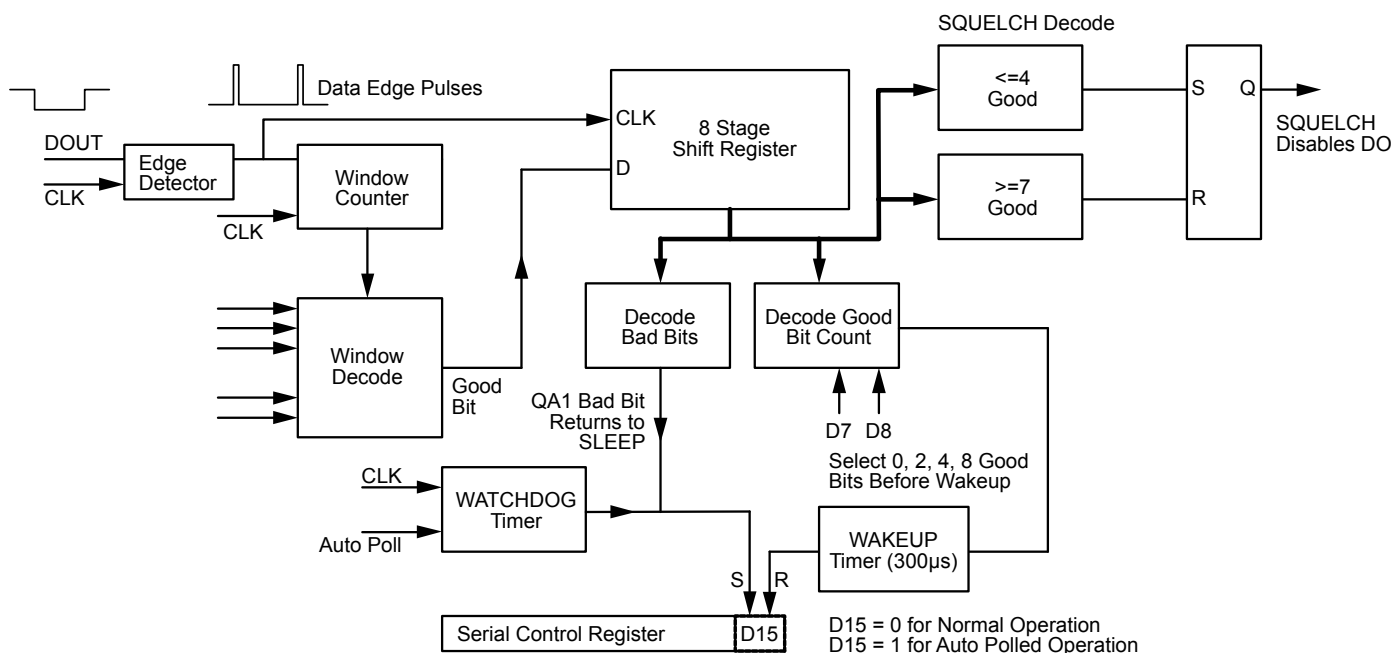 SQUELCH Decode
Data Edge Pulses
<=4
Good
S
Q
SQUELCH
Disables DO
8 Stage
Shift Register
CLK
D
DOUT
CLK
Edge
Detector
Window
Counter
CLK
>=7
Good
R
Window
Decode
Good
Bit
Decode
Bad Bits
Decode Good
Bit Count
QA1 Bad Bit
Returns to
SLEEP
D7 D8
Select 0, 2, 4, 8 Good
Bits Before Wakeup
CLK
Auto Poll
WATCHDOG
Timer
WAKEUP
Timer (300µs)
S
R
Serial Control Register
D15
D15 = 0 for Normal Operation
D15 = 1 for Auto Polled Operation